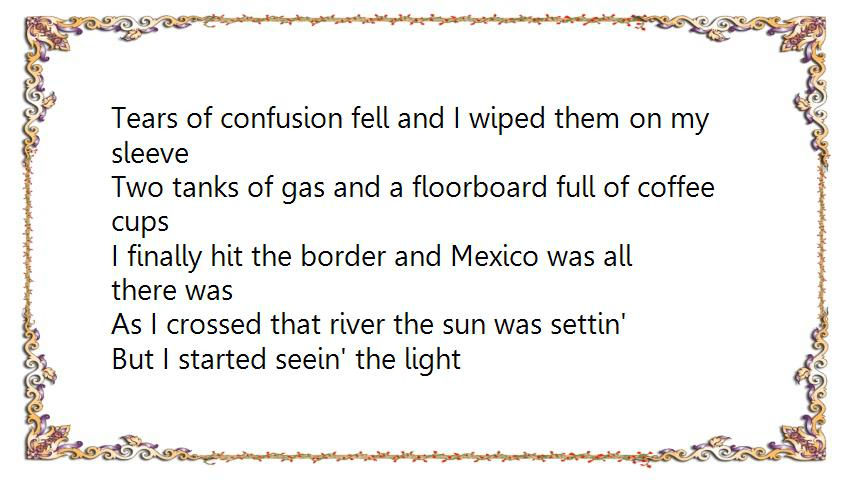 Tears of confusion fell and I wiped them on my
sleeve
Two tanks of gas and a floorboard full of coffee
cups
I finally hit the border and Mexico was all
there was
As I crossed that river the sun was settin'
But I started seein' the light